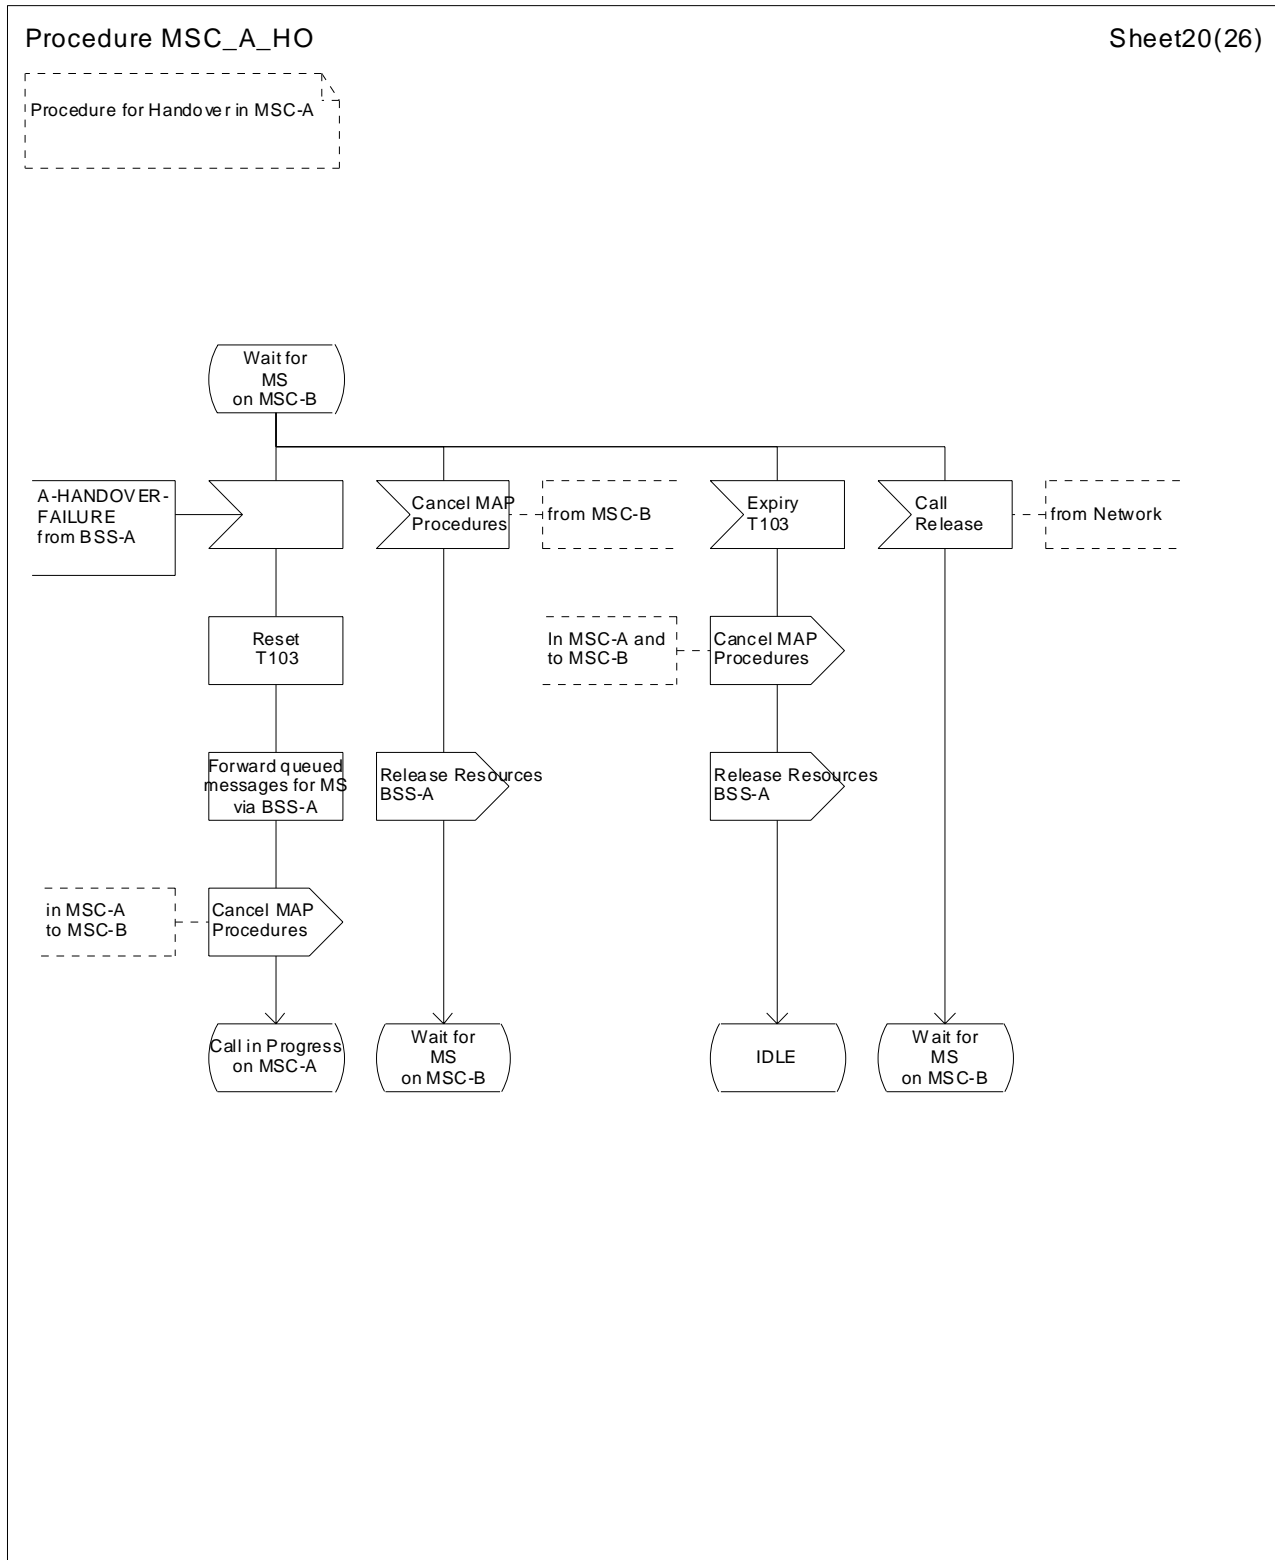 Procedure MSC_A_HO
Sheet20(26)
Procedure for Handover in MSC-A
Wait for
MS
on MSC-B
A-HANDOVER-
FAILURE
from BSS-A
Cancel MAP
Procedures
from MSC-B
Expiry
T103
Call
Release
from Network
Reset
T103
In MSC-A and
to MSC-B
Cancel MAP
Procedures
Forward queued
messages for MS
via BSS-A
Release Resources
BSS-A
Release Resources
BSS-A
in MSC-A
to MSC-B
Cancel MAP
Procedures
Call in Progress
on MSC-A
Wait for
MS
on MSC-B
IDLE
Wait for
MS
on MSC-B